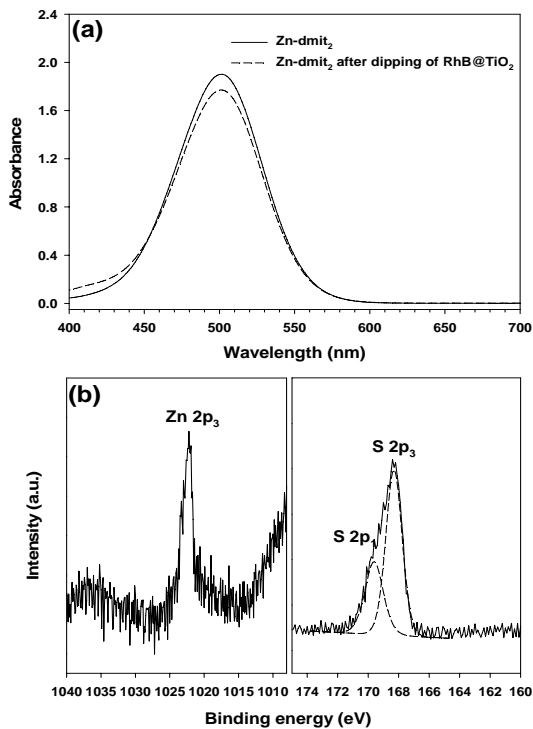 (a)
Zn-dmit₂
Zn-dmit₂ after dipping of RhB@TiO₂
2.4
2.0
1.6
1.2
0.8
0.4
0.0
Absorbance
400 450 500 550 600 650 700
Wavelength (nm)
(b)
Zn 2p₃
S 2p₃
S 2p₁
Intensity (a.u.)
1040 1035 1030 1025 1020 1015 1010
174 172 170 168 166 164 162 160
Binding energy (eV)